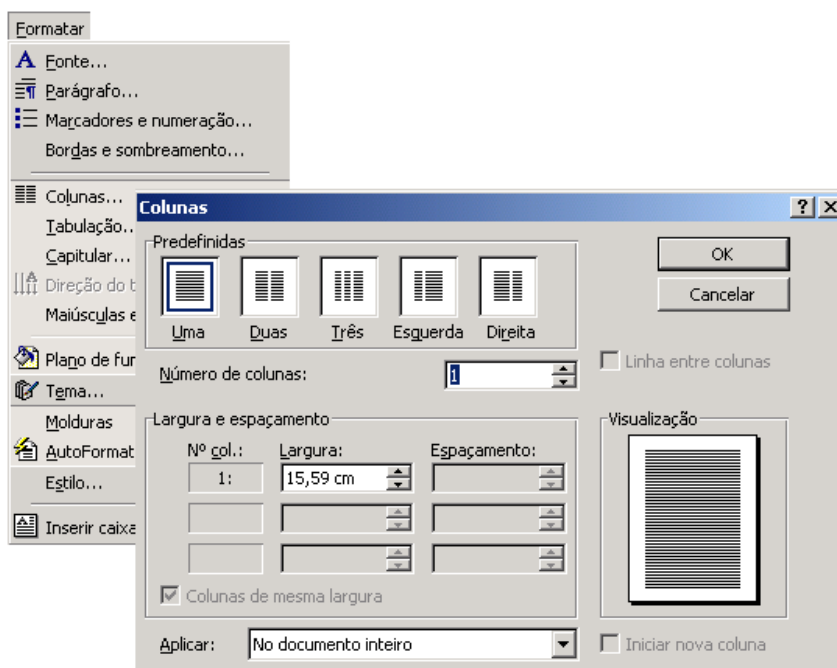 Formatar
Fonte...
Parágrafo...
Marcadores e numeração...
Bordas e sombreamento...
Colunas...
Tabulação..
Capitular...
Direção do t
Maiúsculas e
Plano de fur
Tema...
Molduras
AutoFormat
Estilo...
Inserir caixa
Colunas
Predefinidas
Uma Duas Três Esquerda Direita
OK
Cancelar
Número de colunas: 1
Linha entre colunas
Largura e espaçamento
Nº col.: Largura: Espaçamento:
1: 15,59 cm
Colunas de mesma largura
Visualização
Aplicar: No documento inteiro
Iniciar nova coluna